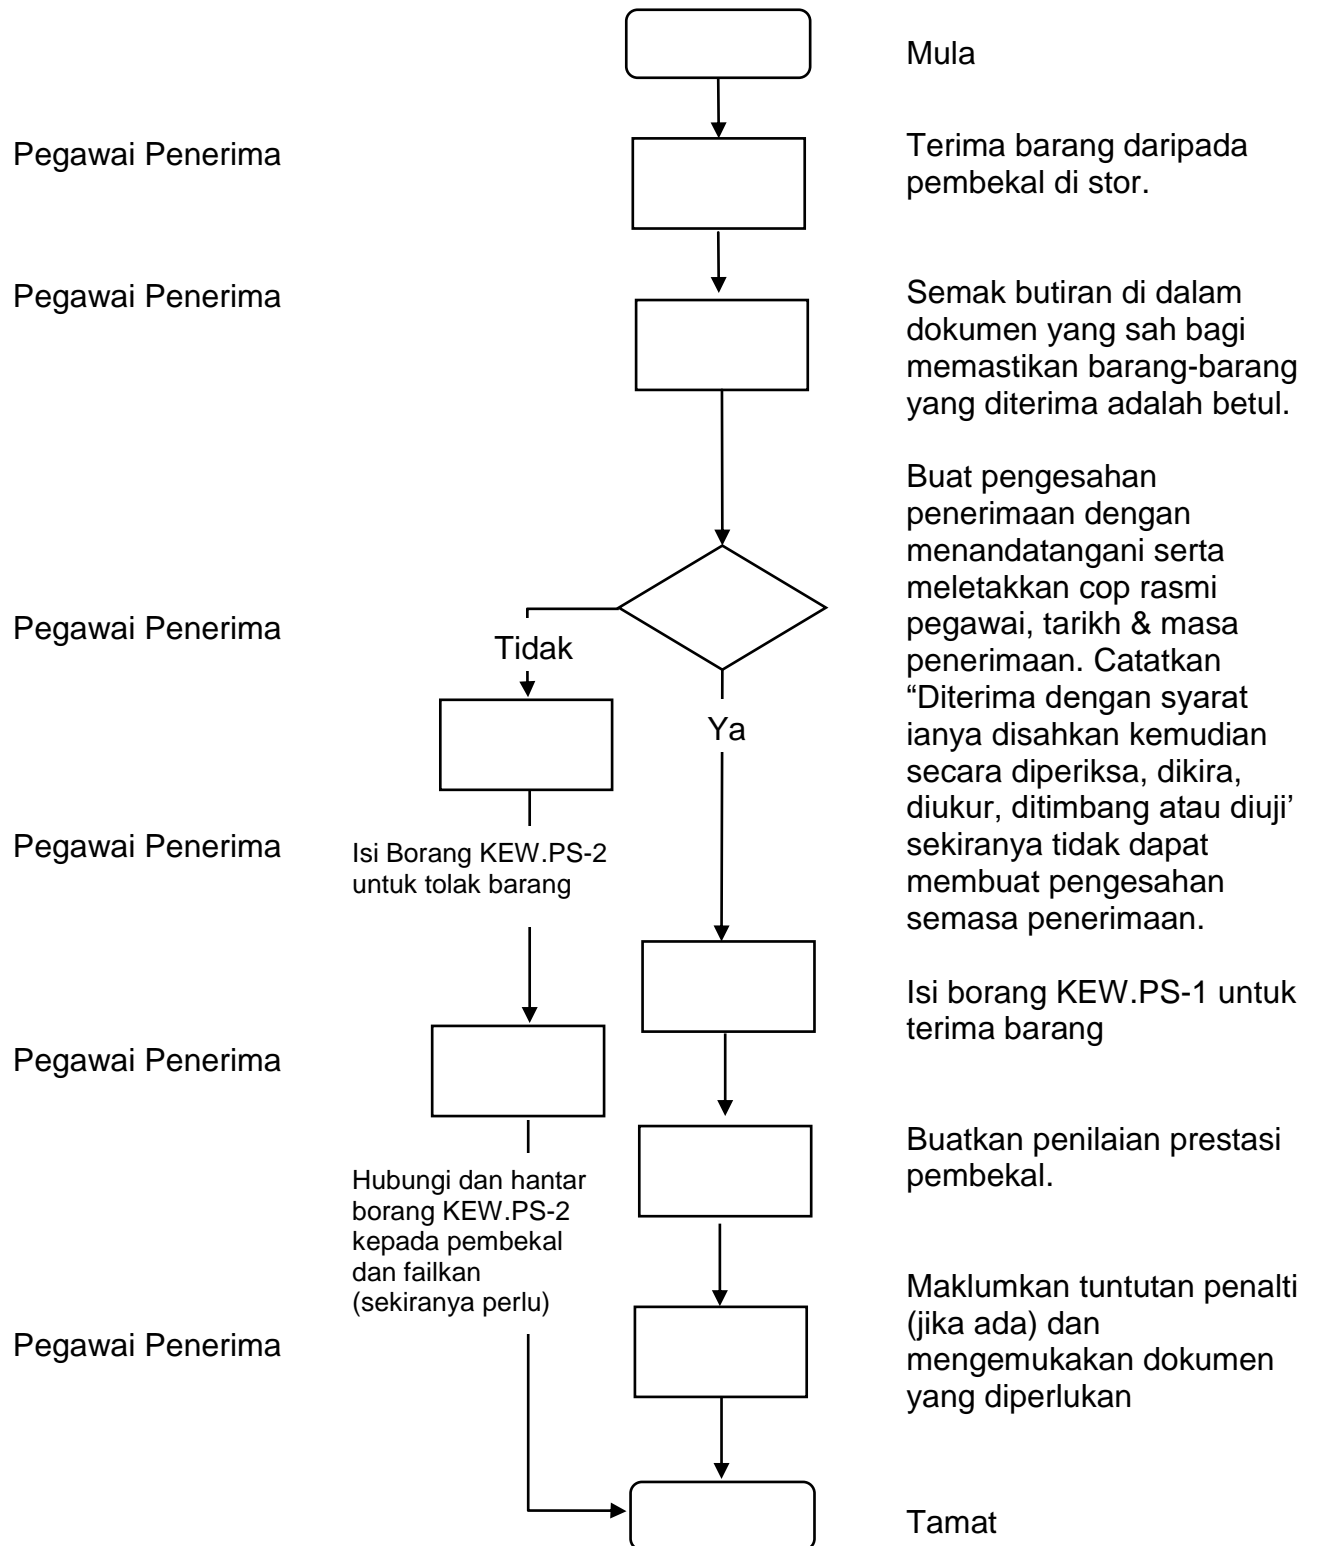 Mula
Pegawai Penerima
Terima barang daripada
pembekal di stor.
Pegawai Penerima
Semak butiran di dalam
dokumen yang sah bagi
memastikan barang-barang
yang diterima adalah betul.
Pegawai Penerima
Tidak
Ya
Buat pengesahan
penerimaan dengan
menandatangani serta
meletakkan cop rasmi
pegawai, tarikh & masa
penerimaan. Catatkan
“Diterima dengan syarat
ianya disahkan kemudian
secara diperiksa, dikira,
diukur, ditimbang atau diuji’
sekiranya tidak dapat
membuat pengesahan
semasa penerimaan.
Pegawai Penerima
Isi Borang KEW.PS-2
untuk tolak barang
Isi borang KEW.PS-1 untuk
terima barang
Pegawai Penerima
Buatkan penilaian prestasi
pembekal.
Hubungi dan hantar
borang KEW.PS-2
kepada pembekal
dan failkan
(sekiranya perlu)
Pegawai Penerima
Maklumkan tuntutan penalti
(jika ada) dan
mengemukakan dokumen
yang diperlukan
Tamat